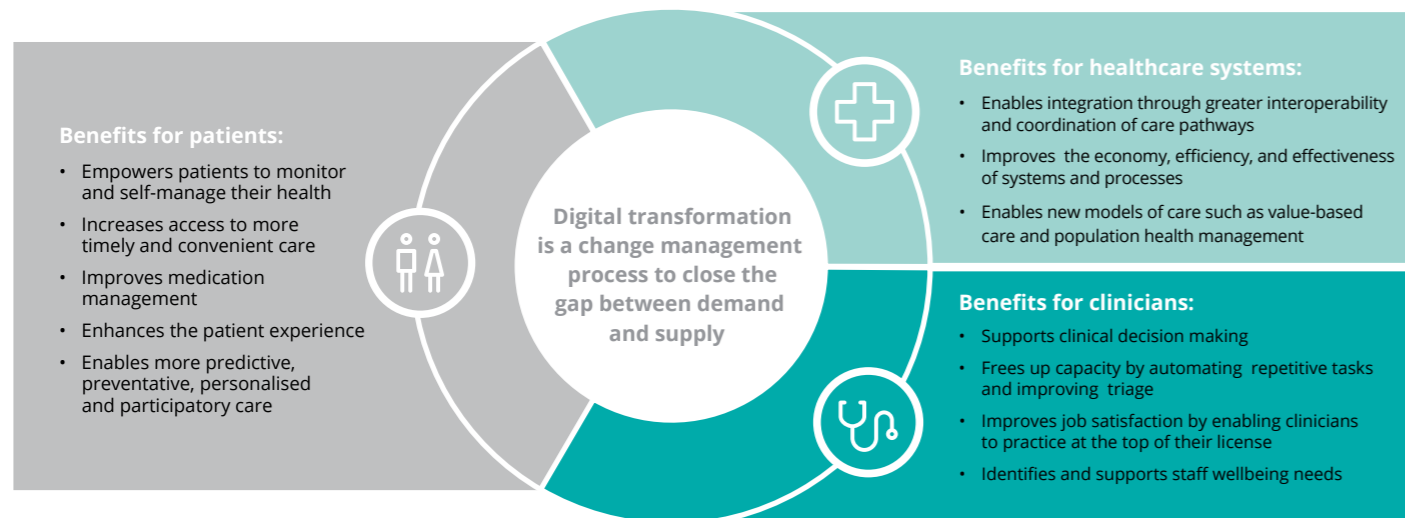 Benefits for patients:
• Empowers patients to monitor
and self-manage their health
• Increases access to more
timely and convenient care
• Improves medication
management
• Enhances the patient experience
• Enables more predictive,
preventative, personalised
and participatory care
Digital transformation
is a change management
process to close the
gap between demand
and supply
Benefits for healthcare systems:
• Enables integration through greater interoperability
and coordination of care pathways
• Improves the economy, efficiency, and effectiveness
of systems and processes
• Enables new models of care such as value-based
care and population health management
Benefits for clinicians:
• Supports clinical decision making
• Frees up capacity by automating repetitive tasks
and improving triage
• Improves job satisfaction by enabling clinicians
to practice at the top of their license
• Identifies and supports staff wellbeing needs